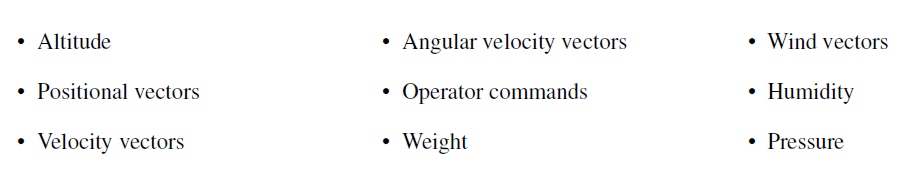 • Altitude
• Positional vectors
• Velocity vectors
• Angular velocity vectors
• Operator commands
• Weight
• Wind vectors
• Humidity
• Pressure